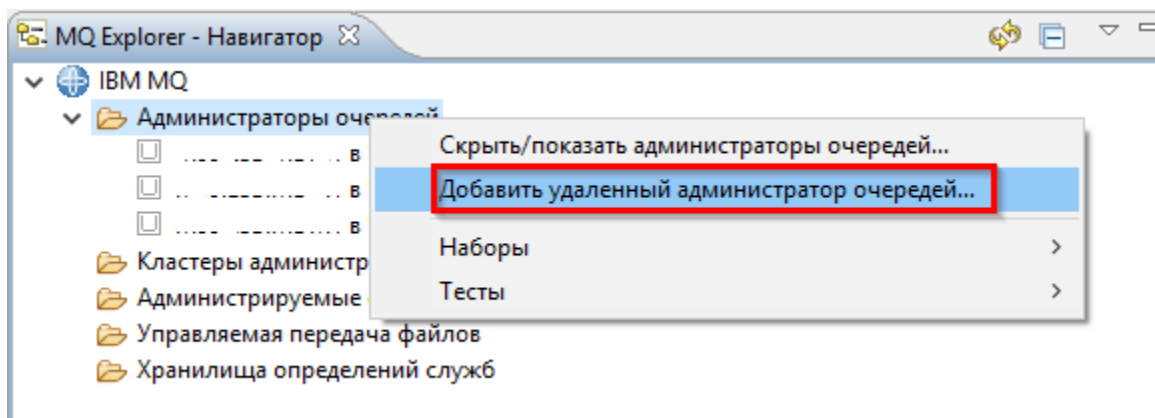 MQ Explorer - Навигатор
IBM MQ
Администраторы очередей
Скрыть/показать администраторы очередей...
в
Добавить удаленный администратор очередей...
в
в
Наборы
Кластеры администр
Тесты
Администрируемые
Управляемая передача файлов
Хранилища определений служб